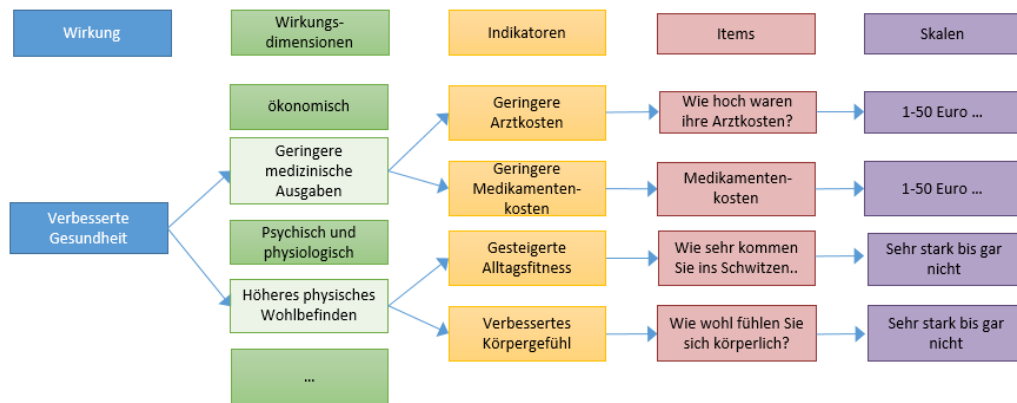 Wirkung
Wirkungs-
dimensionen
Indikatoren
Items
Skalen
ökonomisch
Geringere
Arztkosten
Wie hoch waren
ihre Arztkosten?
1-50 Euro ...
Geringere
medizinische
Ausgaben
Geringere
Medikamenten-
kosten
Medikamenten-
kosten
1-50 Euro ...
Verbesserte
Gesundheit
Psychisch und
physiologisch
Gesteigerte
Alltagsfitness
Wie sehr kommen
Sie ins Schwitzen..
Sehr stark bis gar
nicht
Höheres physisches
Wohlbefinden
Verbessertes
Körpergefühl
Wie wohl fühlen Sie
sich körperlich?
Sehr stark bis gar
nicht
...